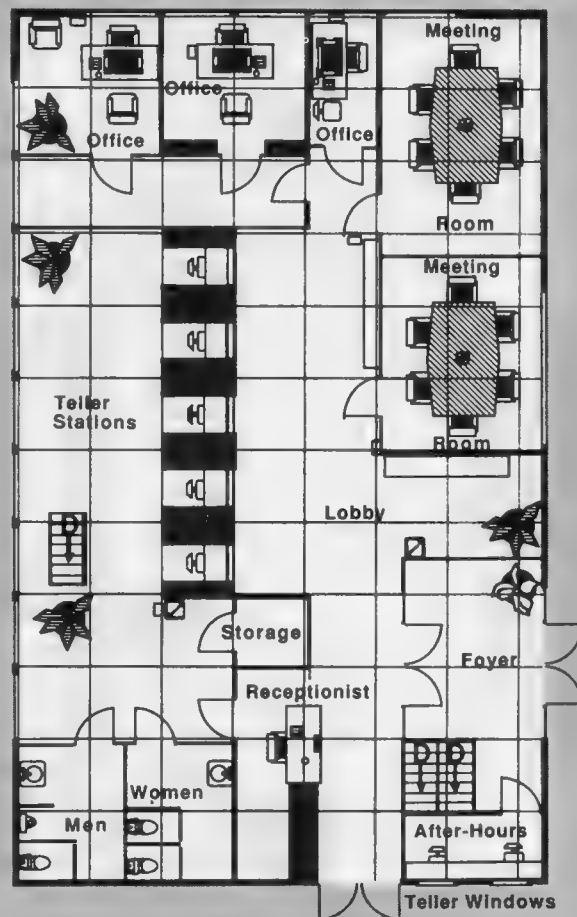 Meeting
Office
Office
Office
Room
Meeting
Teller
Stations
Room
Lobby
Storage
Foyer
Receptionist
Women
Men
After-Hours
Teller Windows